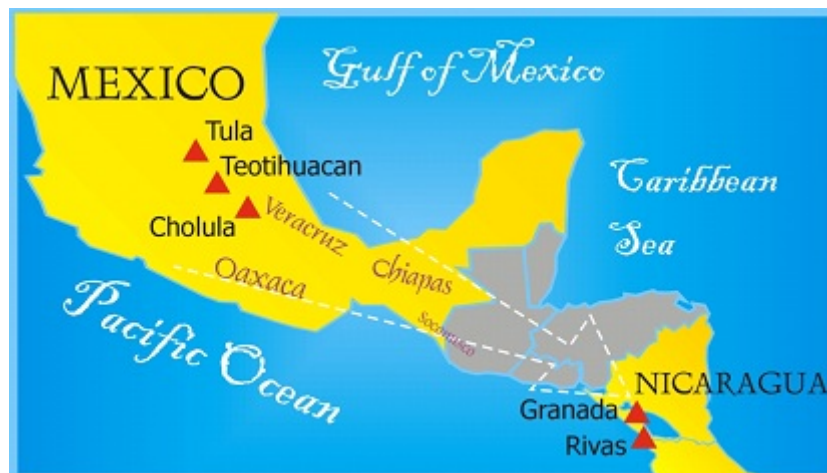 Gulf of Mexico
MEXICO
Tula
Teotihuacan
Caribbean
Sea
Cholula
Veracruz
Oaxaca
Chiapas
Soconusco
Pacific Ocean
NICARAGUA
Granada
Rivas